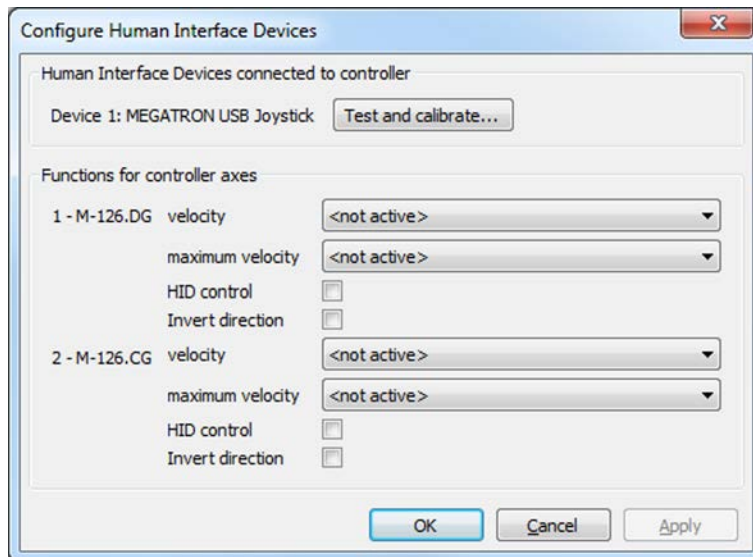 Configure Human Interface Devices
Human Interface Devices connected to controller
Device 1: MEGATRON USB Joystick Test and calibrate...
Functions for controller axes
1 - M-126.DG velocity <not active>
maximum velocity <not active>
HID control
Invert direction
2 - M-126.CG velocity <not active>
maximum velocity <not active>
HID control
Invert direction
OK Cancel Apply